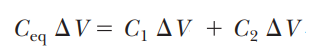 C_eq ΔV = C_1 ΔV + C_2 ΔV